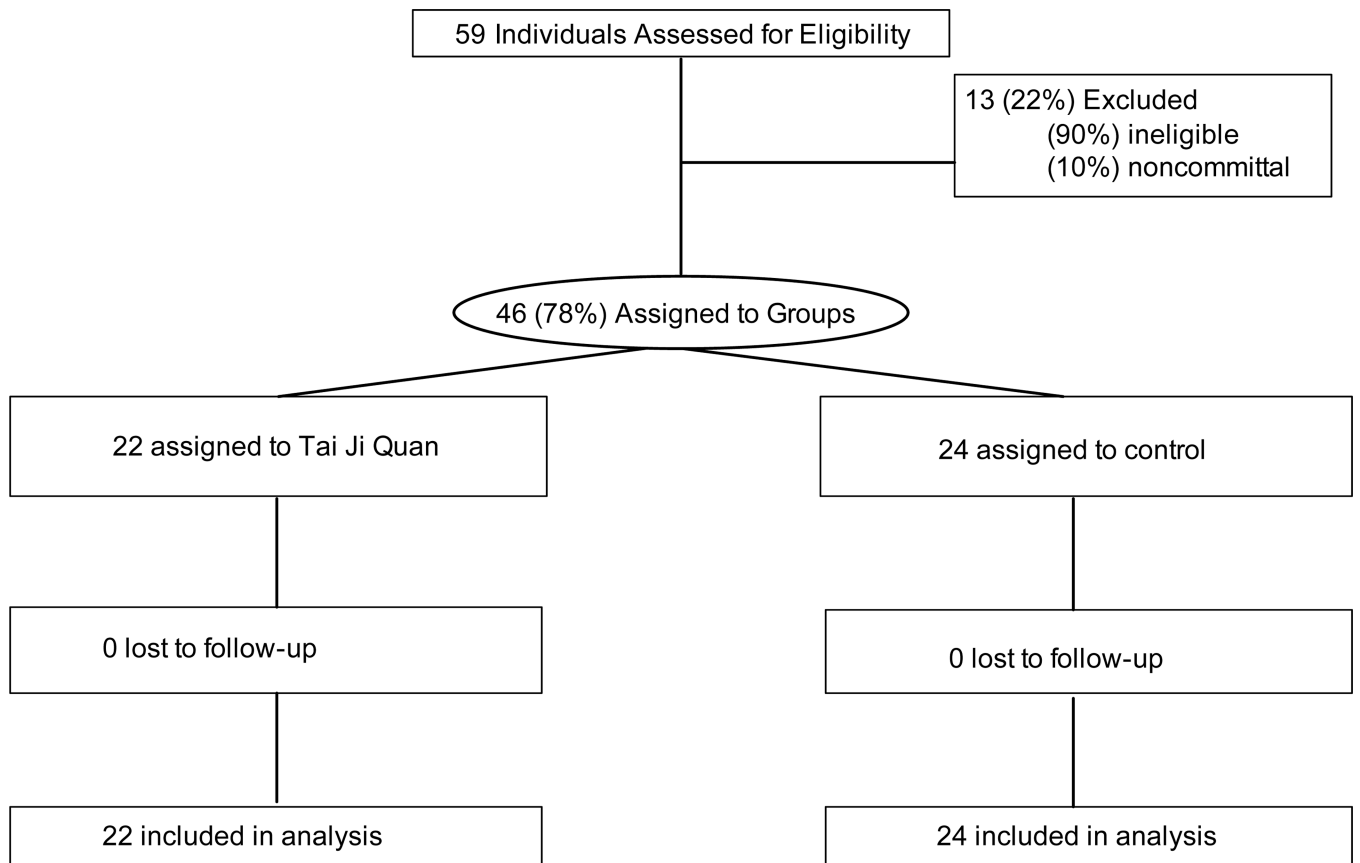 59 Individuals Assessed for Eligibility
13 (22%) Excluded
(90%) ineligible
(10%) noncommittal
46 (78%) Assigned to Groups
22 assigned to Tai Ji Quan
24 assigned to control
0 lost to follow-up
0 lost to follow-up
22 included in analysis
24 included in analysis